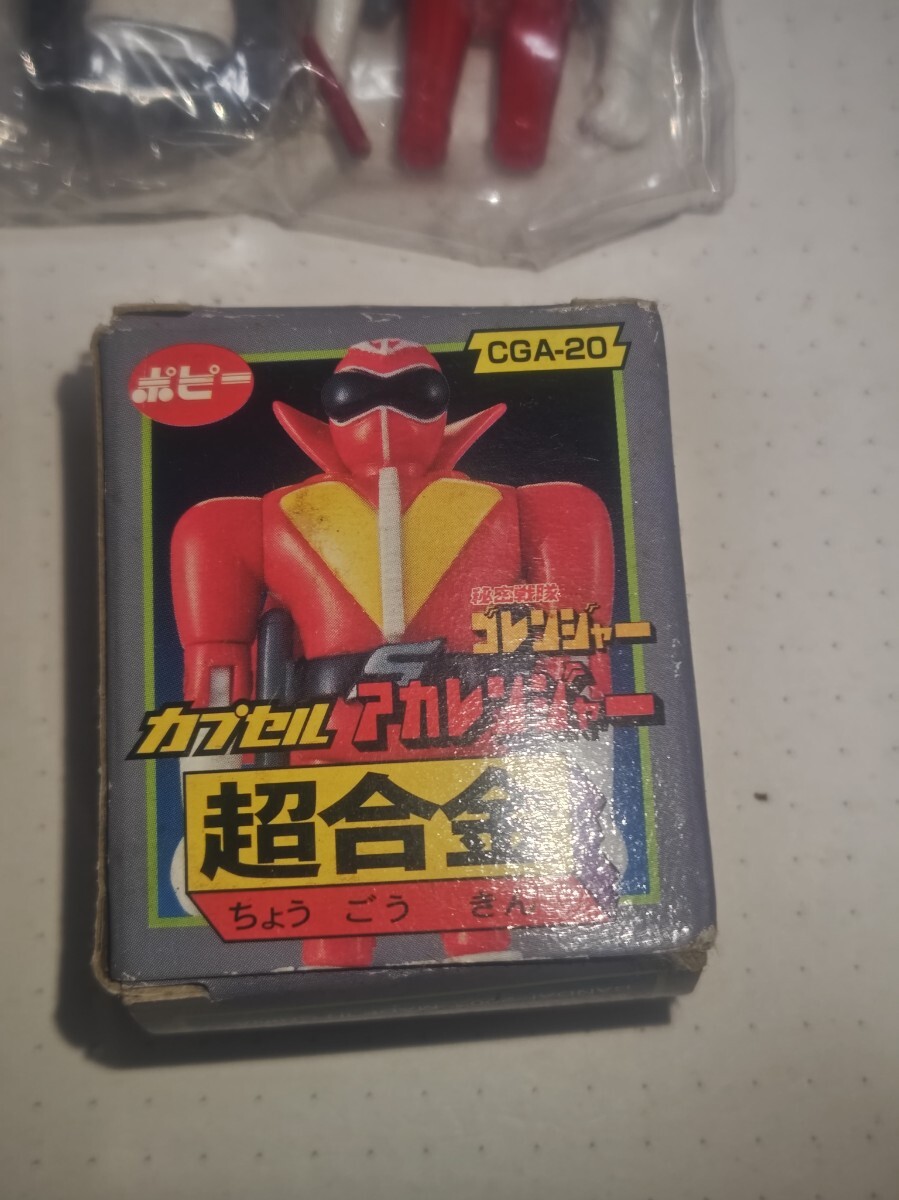 ポピー
CGA-20
秘密戦隊
ゴレンジャー
カプセル アカレンジャー
超合金
ちょう ごう きん